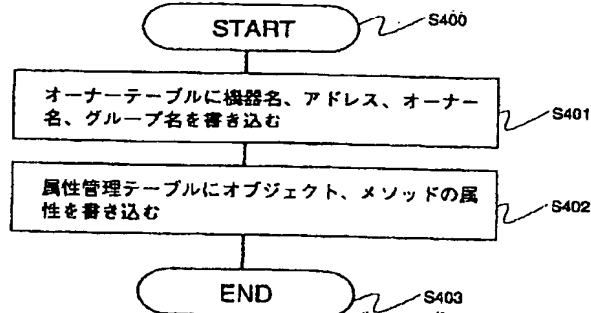 START
S400
オーナーテーブルに機器名、アドレス、オーナー
名、グループ名を書き込む
S401
属性管理テーブルにオブジェクト、メソッドの属
性を書き込む
S402
END
S403